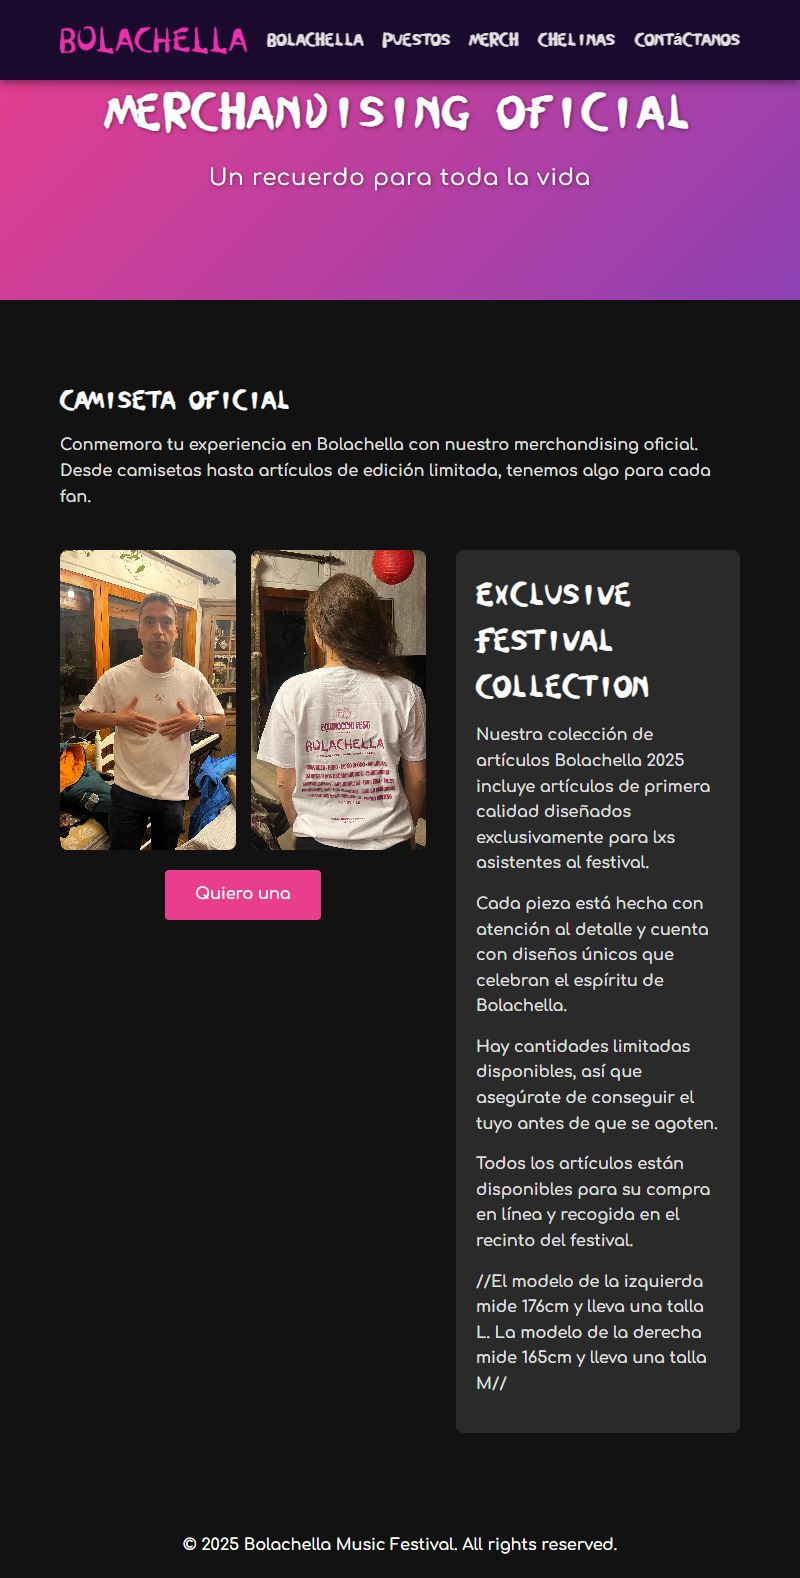 BOLACHELLA BOLACHELLA PUESTOS MERCH CHELINAS CONTáCTANOS
MERCHANDISING OFICIAL
Un recuerdo para toda la vida
CAMISETA OFICIAL
Conmemora tu experiencia en Bolachella con nuestro merchandising oficial.
Desde camisetas hasta artículos de edición limitada, tenemos algo para cada
fan.
EQUINOCCIO FEST
BOLACHELLA
Quiero una
EXCLUSIVE
FESTIVAL
COLLECTION
Nuestra colección de
artículos Bolachella 2025
incluye artículos de primera
calidad diseñados
exclusivamente para lxs
asistentes al festival.
Cada pieza está hecha con
atención al detalle y cuenta
con diseños únicos que
celebran el espíritu de
Bolachella.
Hay cantidades limitadas
disponibles, así que
asegúrate de conseguir el
tuyo antes de que se agoten.
Todos los artículos están
disponibles para su compra
en línea y recogida en el
recinto del festival.
//El modelo de la izquierda
mide 176cm y lleva una talla
L. La modelo de la derecha
mide 165cm y lleva una talla
M//
© 2025 Bolachella Music Festival. All rights reserved.